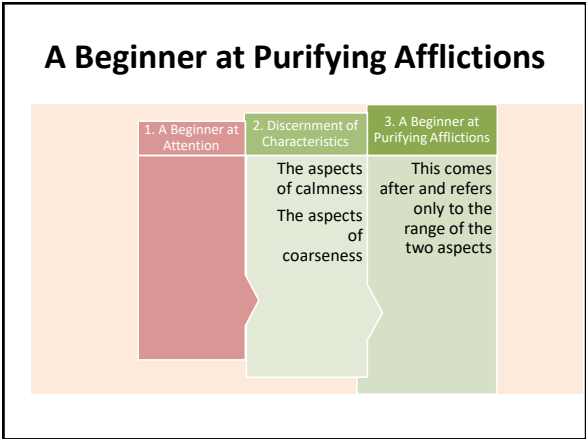 A Beginner at Purifying Afflictions
1. A Beginner at
Attention
2. Discernment of
Characteristics
The aspects
of calmness
The aspects
of
coarseness
3. A Beginner at
Purifying Afflictions
This comes
after and refers
only to the
range of the
two aspects